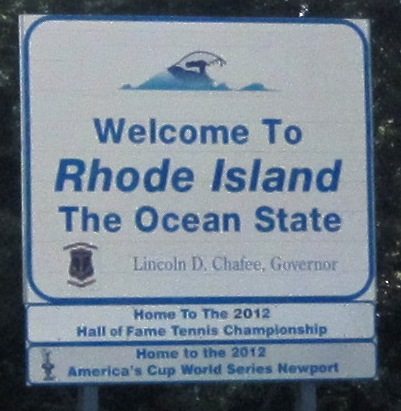 Welcome To
Rhode Island
The Ocean State
Lincoln D. Chafee, Governor
Home To The 2012
Hall of Fame Tennis Championship
Home to the 2012
America's Cup World Series Newport